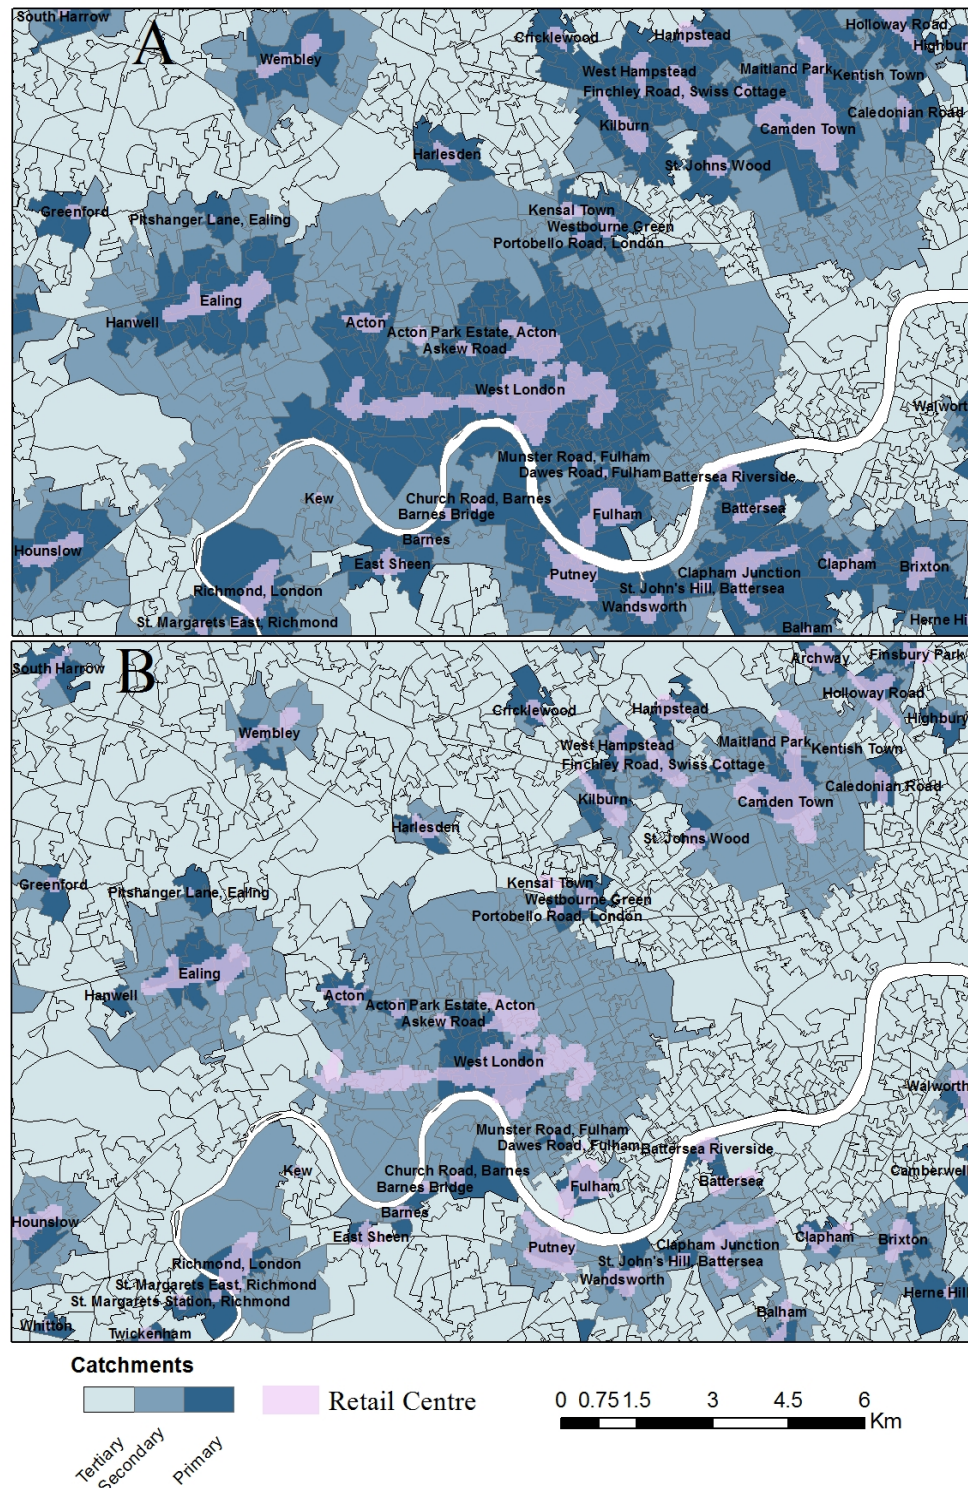 South Harrow
A
Wembley
Cricklewood
Hampstead
Holloway Road
Highbur
West Hampstead
Maitland Park
Kentish Town
Finchley Road, Swiss Cottage
Kilburn
Camden Town
Caledonian Road
Harlesden
St. Johns Wood
Greenford
Pitshanger Lane, Ealing
Kensal Town
Westbourne Green
Portobello Road, London
Ealing
Hanwell
Acton
Acton Park Estate, Acton
Askew Road
West London
Walwort
Munster Road, Fulham
Dawes Road, Fulham
Battersea Riverside
Kew
Church Road, Barnes
Barnes Bridge
Fulham
Battersea
Barnes
Hounslow
East Sheen
Putney
Clapham Junction
Clapham
Brixton
Richmond, London
St. John's Hill, Battersea
Wandsworth
St. Margarets East, Richmond
Balham
Herne Hi
South Harrow
B
Archway
Finsbury Park
Cricklewood
Hampstead
Holloway Road
Highbury
Wembley
West Hampstead
Maitland Park
Kentish Town
Finchley Road, Swiss Cottage
Kilburn
Camden Town
Caledonian Road
Harlesden
St. Johns Wood
Greenford
Pitshanger Lane, Ealing
Kensal Town
Westbourne Green
Portobello Road, London
Ealing
Hanwell
Acton
Acton Park Estate, Acton
Askew Road
West London
Walworth
Munster Road, Fulham
Dawes Road, Fulham
Battersea Riverside
Kew
Church Road, Barnes
Barnes Bridge
Fulham
Battersea
Camberwell
Barnes
Hounslow
East Sheen
Putney
Clapham Junction
Clapham
Brixton
Richmond, London
St. John's Hill, Battersea
Wandsworth
St. Margarets East, Richmond
St. Margarets Station, Richmond
Herne Hill
Whitton
Twickenham
Balham
Catchments
Tertiary
Secondary
Primary
Retail Centre
0 0.75 1.5 3 4.5 6
Km